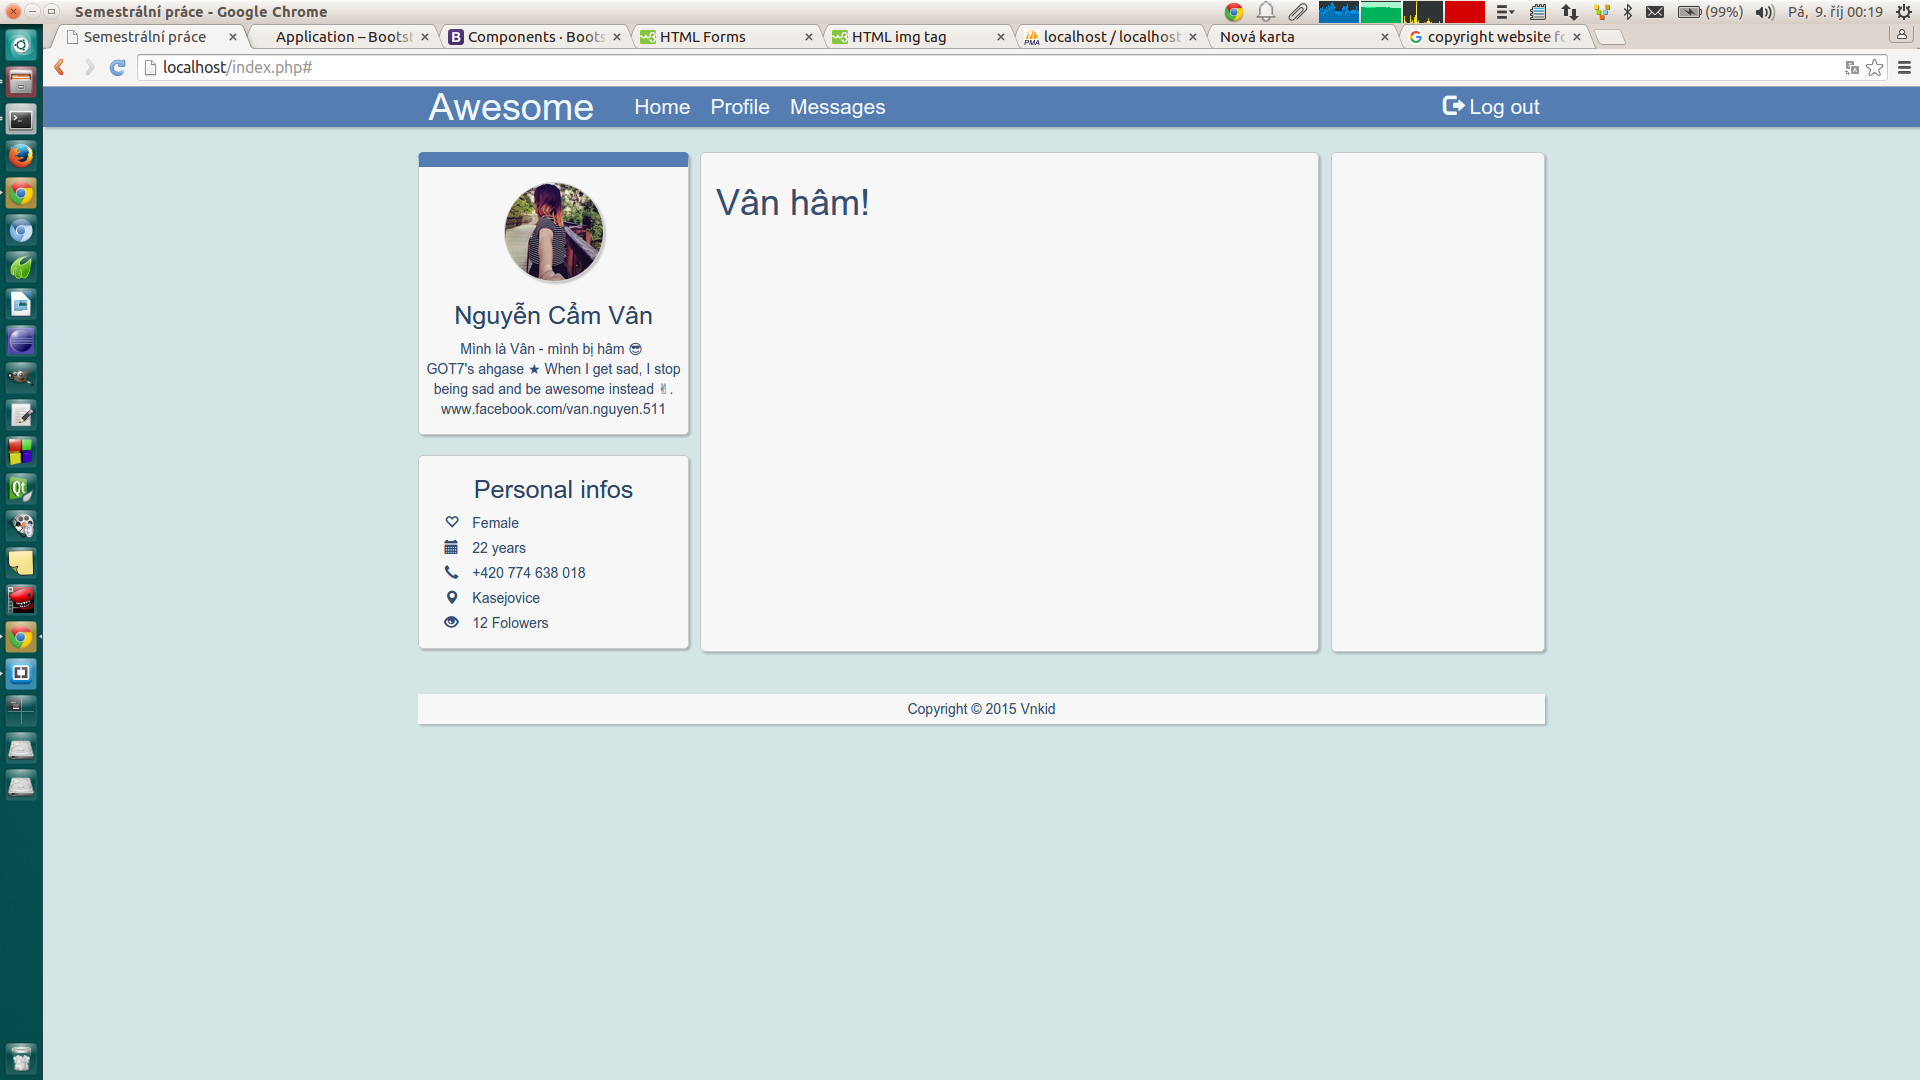 Semestrální práce - Google Chrome
(99%)
Pá, 9. říj 00:19
Semestrální práce
Application – Bootst
Components · Boots
HTML Forms
HTML img tag
localhost / localhost
Nová karta
copyright website fo
localhost/index.php#
Awesome
Home
Profile
Messages
Log out
Nguyễn Cẩm Vân
Mình là Vân - mình bị hâm 😎
GOT7's ahgase ★ When I get sad, I stop
being sad and be awesome instead ✌.
www.facebook.com/van.nguyen.511
Personal infos
Female
22 years
+420 774 638 018
Kasejovice
12 Folowers
Vân hâm!
Copyright © 2015 Vnkid